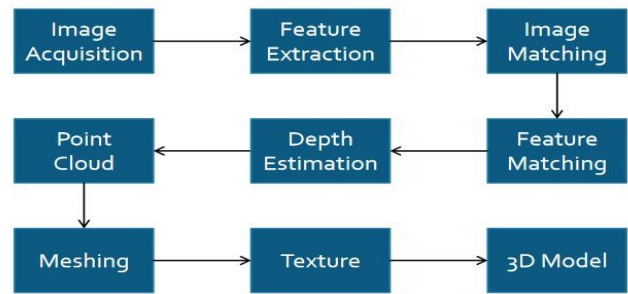 Image
Acquisition
Feature
Extraction
Image
Matching
Feature
Matching
Depth
Estimation
Point
Cloud
Meshing
Texture
3D Model